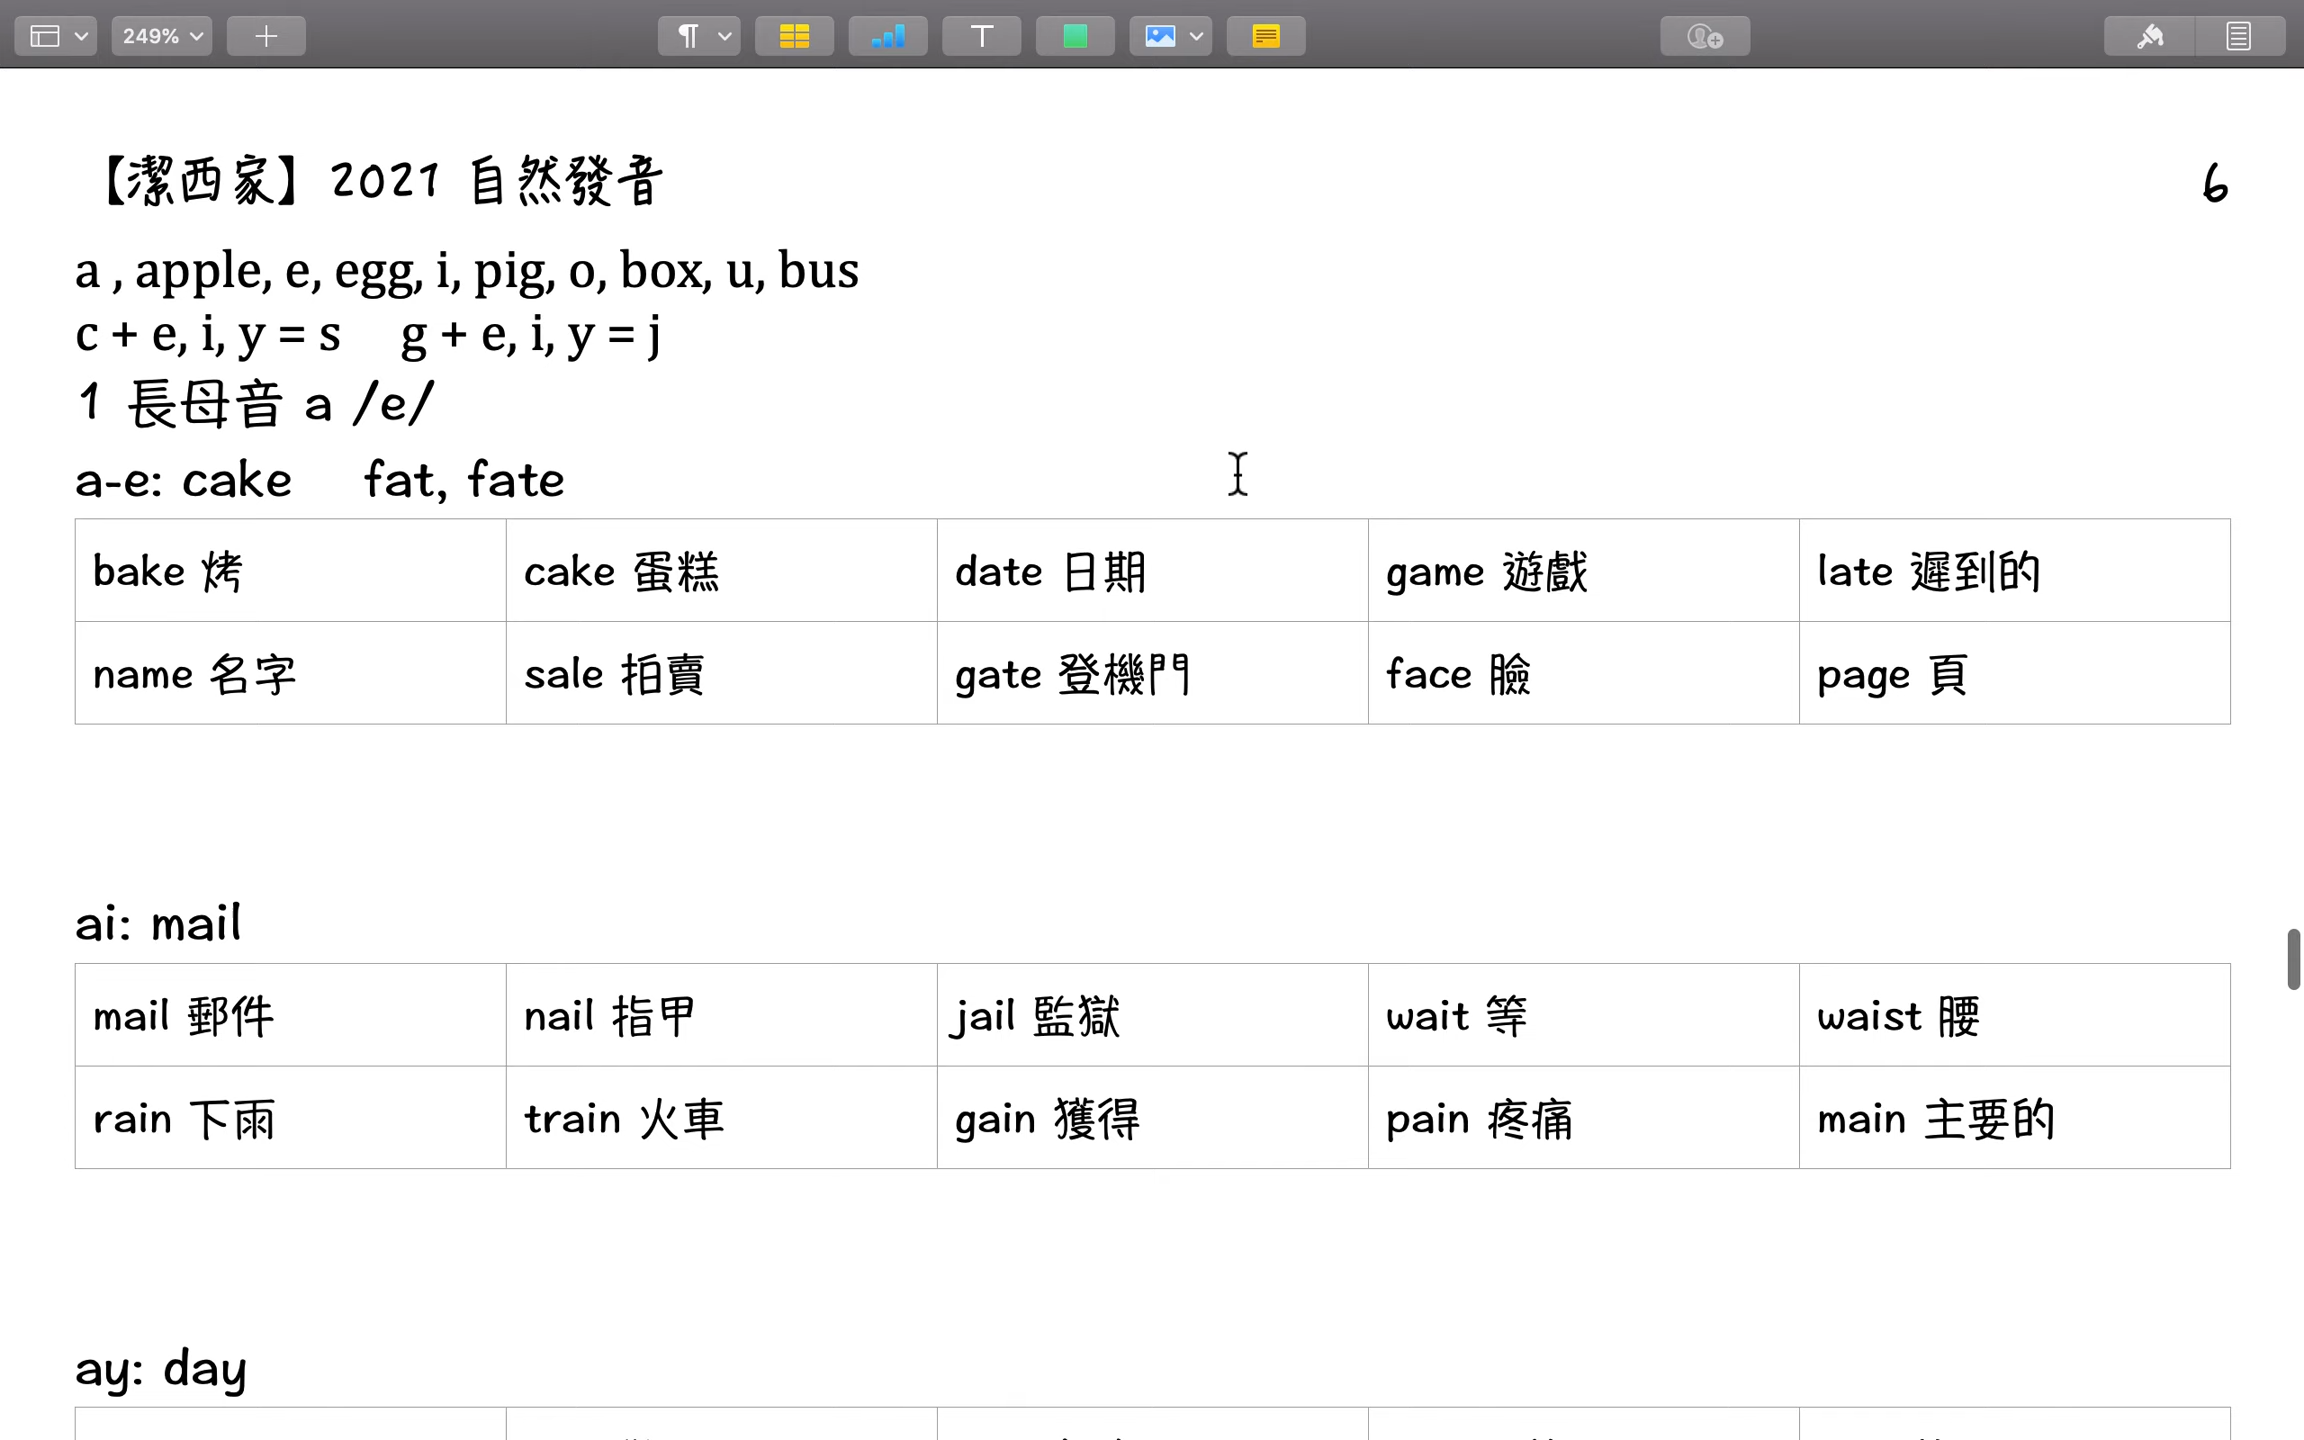 249%
【潔西家】2021 自然發音 6
a , apple, e, egg, i, pig, o, box, u, bus
c + e, i, y = s g + e, i, y = j
1 長母音 a /e/
a-e: cake fat, fate
bake 烤 cake 蛋糕 date 日期 game 遊戲 late 遲到的
name 名字 sale 拍賣 gate 登機門 face 臉 page 頁
ai: mail
mail 郵件 nail 指甲 jail 監獄 wait 等 waist 腰
rain 下雨 train 火車 gain 獲得 pain 疼痛 main 主要的
ay: day